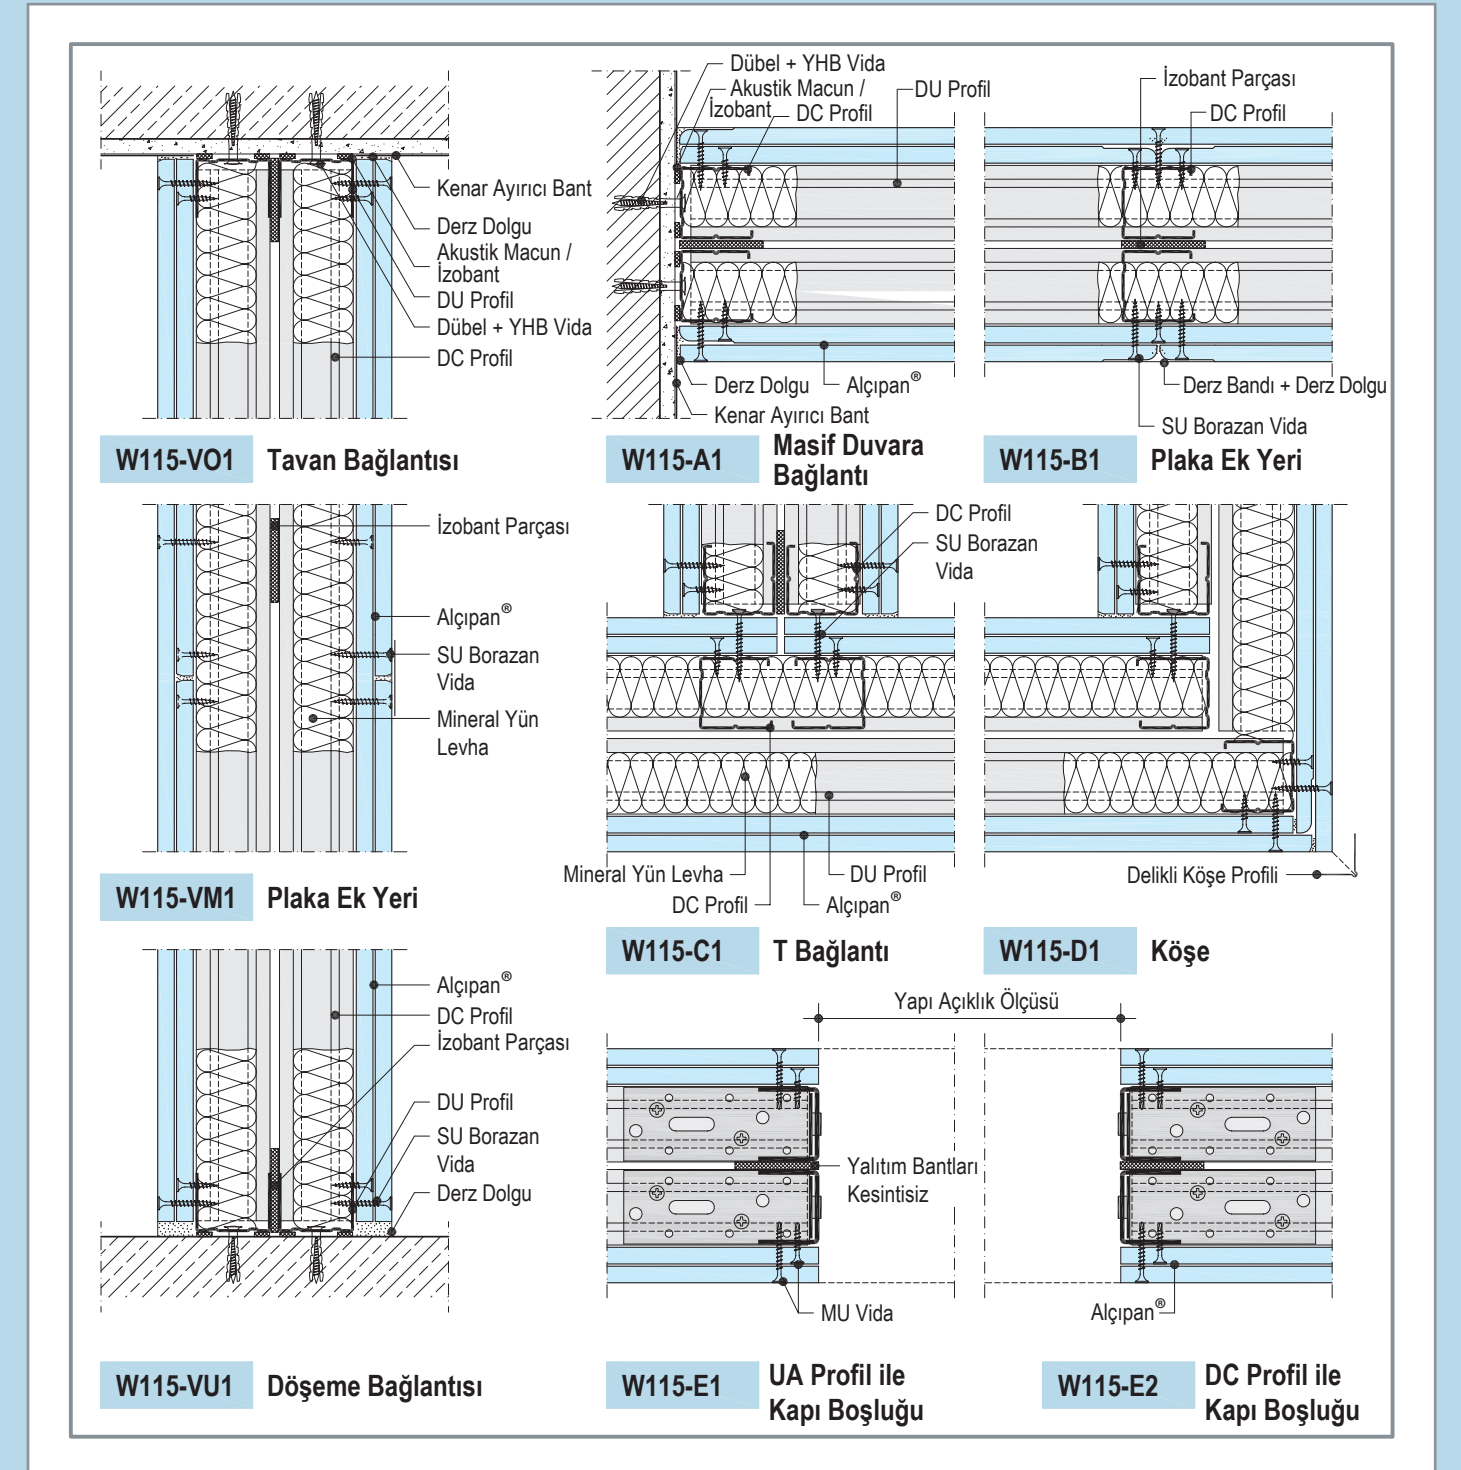 Kenar Ayırıcı Bant
Derz Dolgu
Akustik Macun /
İzobant
DU Profil
Dübel + YHB Vida
DC Profil
W115-VO1 Tavan Bağlantısı
Dübel + YHB Vida
Akustik Macun /
İzobant
DC Profil
DU Profil
Derz Dolgu
Alçıpan®
Kenar Ayırıcı Bant
W115-A1 Masif Duvara
Bağlantı
İzobant Parçası
DC Profil
Derz Bandı + Derz Dolgu
SU Borazan Vida
W115-B1 Plaka Ek Yeri
İzobant Parçası
Alçıpan®
SU Borazan
Vida
Mineral Yün
Levha
W115-VM1 Plaka Ek Yeri
DC Profil
SU Borazan
Vida
Mineral Yün Levha
DU Profil
DC Profil
Alçıpan®
W115-C1 T Bağlantı
Delikli Köşe Profili
W115-D1 Köşe
Alçıpan®
DC Profil
İzobant Parçası
DU Profil
SU Borazan
Vida
Derz Dolgu
W115-VU1 Döşeme Bağlantısı
Yapı Açıklık Ölçüsü
Yalıtım Bantları
Kesintisiz
MU Vida
Alçıpan®
W115-E1 UA Profil ile
Kapı Boşluğu
W115-E2 DC Profil ile
Kapı Boşluğu